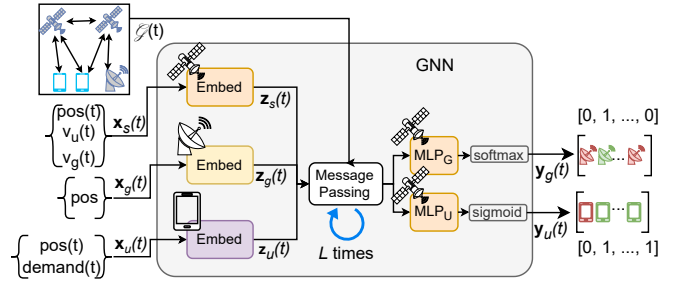 𝒢(t)
GNN
pos(t)
v_u(t)
v_g(t)
x_s(t)
Embed
z_s(t)
pos
x_g(t)
Embed
z_g(t)
pos(t)
demand(t)
x_u(t)
Embed
z_u(t)
Message
Passing
L times
MLP_G
softmax
y_g(t)
[0, 1, ..., 0]
...
MLP_U
sigmoid
y_u(t)
...
[0, 1, ..., 1]